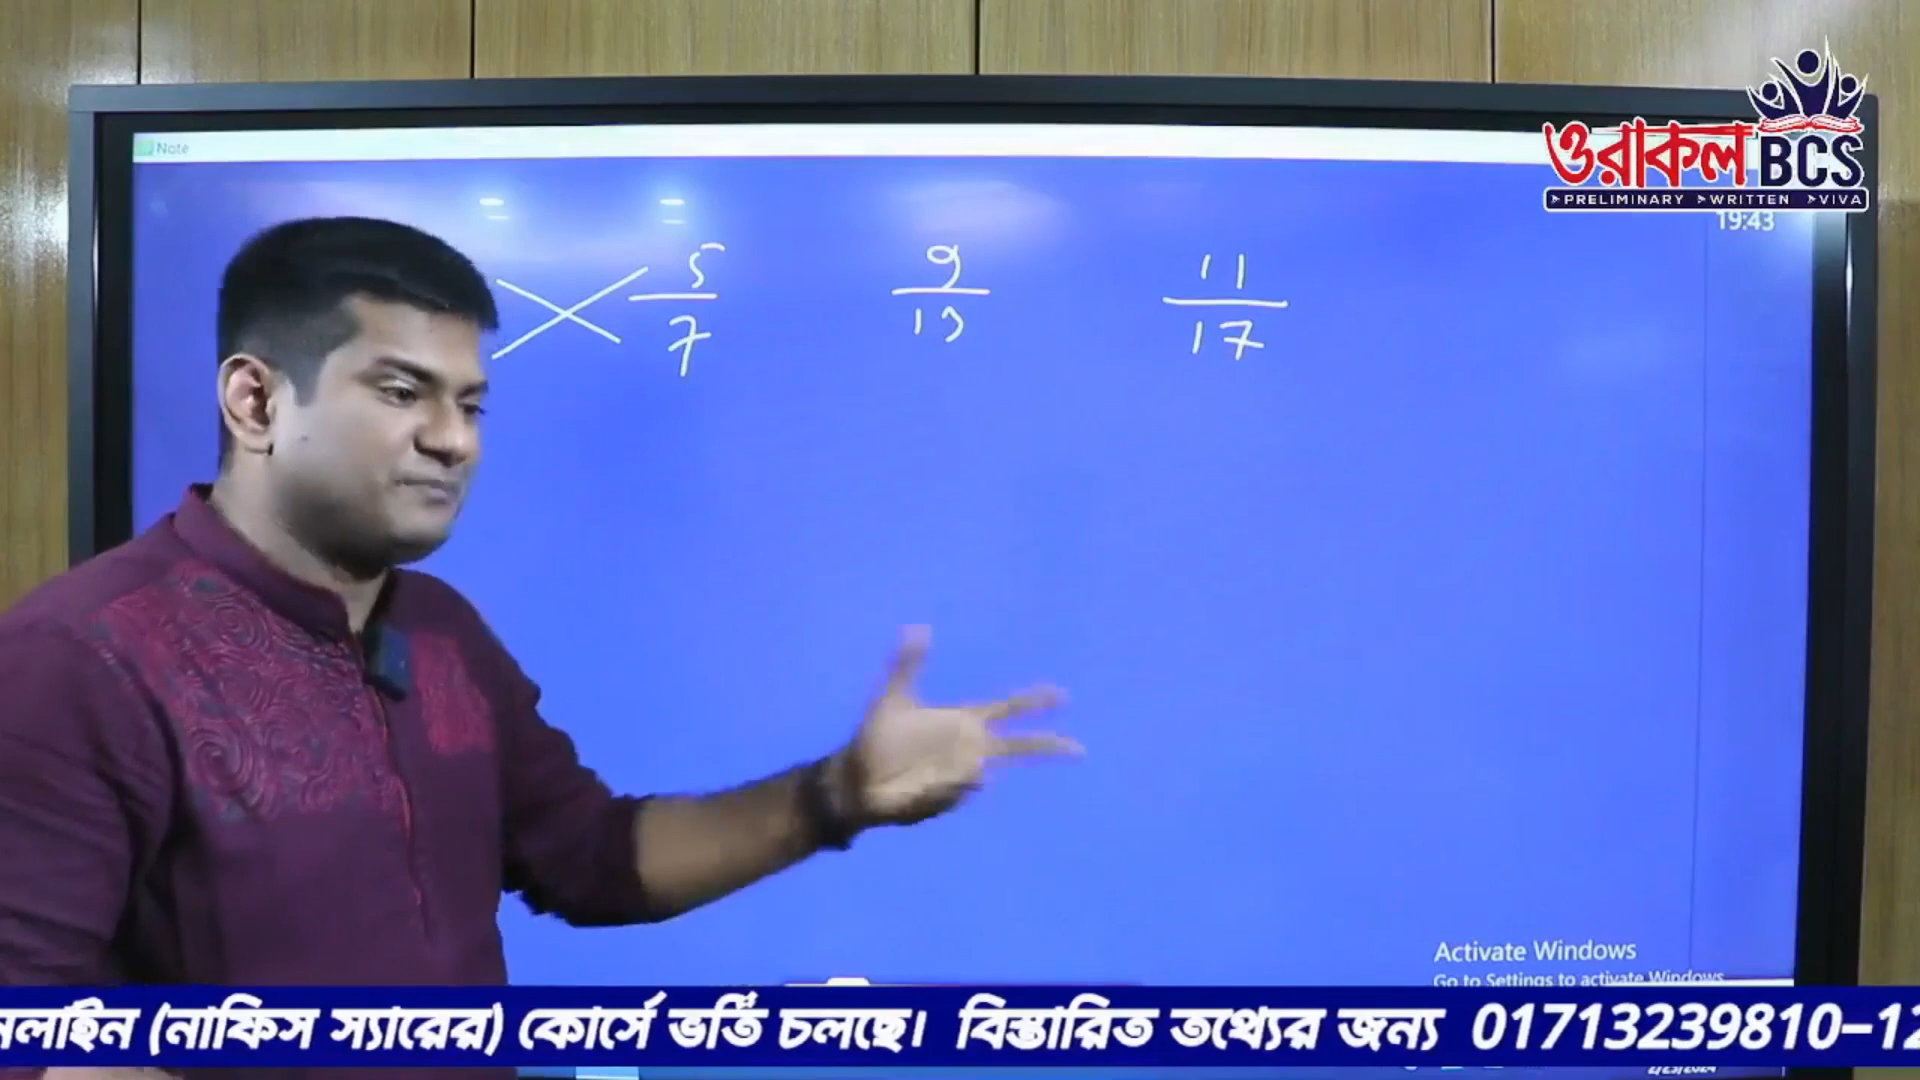 Note
ওরাকল BCS
PRELIMINARY WRITTEN VIVA
19:43
5 9 11
7 13 17
Activate Windows
Go to Settings to activate Windows
নলাইন (নাফিস স্যারের) কোর্সে ভর্তি চলছে। বিস্তারিত তথ্যের জন্য 01713239810-12